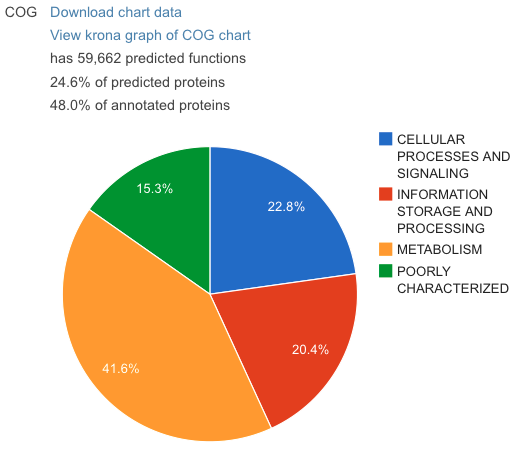 COG Download chart data
View krona graph of COG chart
has 59,662 predicted functions
24.6% of predicted proteins
48.0% of annotated proteins
CELLULAR
PROCESSES AND
SIGNALING
INFORMATION
STORAGE AND
PROCESSING
METABOLISM
POORLY
CHARACTERIZED
15.3%
22.8%
20.4%
41.6%